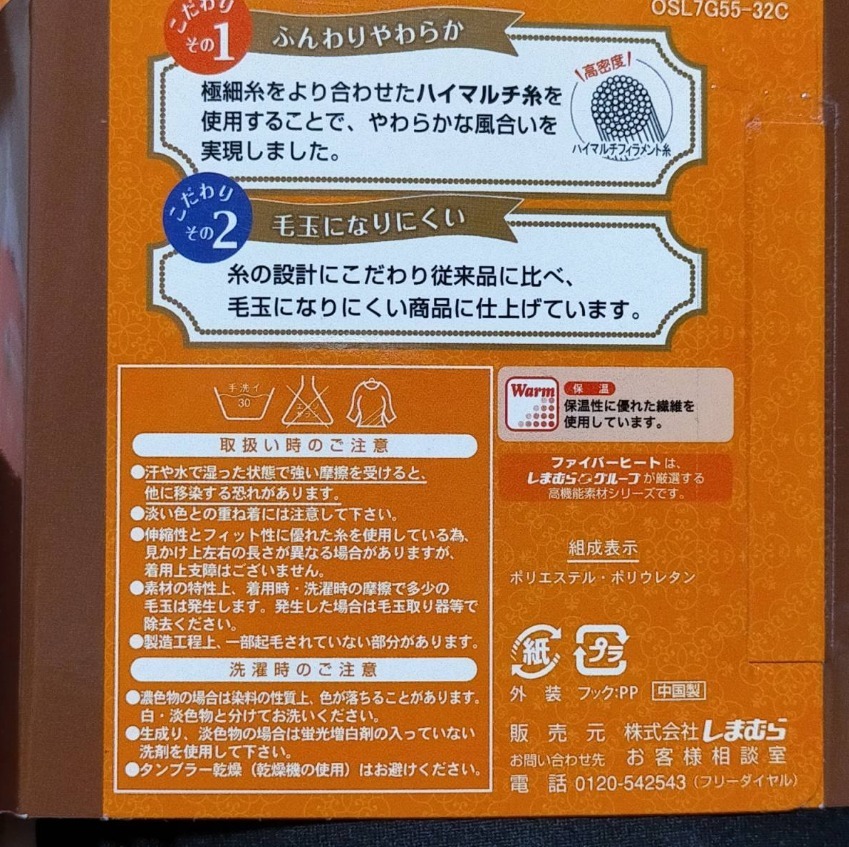 OSL7G55-32C
こだわり
その1
ふんわりやわらか
極細糸をより合わせたハイマルチ糸を
使用することで、やわらかな風合いを
実現しました。
高密度
ハイマルチフィラメント糸
こだわり
その2
毛玉になりにくい
糸の設計にこだわり従来品に比べ、
毛玉になりにくい商品に仕上げています。
手洗イ
30
エンソ
サラシ
取扱い時のご注意
●汗や水で湿った状態で強い摩擦を受けると、
他に移染する恐れがあります。
●淡い色との重ね着には注意して下さい。
●伸縮性とフィット性に優れた糸を使用している為、
見かけ上左右の長さが異なる場合がありますが、
着用上支障はございません。
●素材の特性上、着用時・洗濯時の摩擦で多少の
毛玉は発生します。発生した場合は毛玉取り器等で
除去ください。
●製造工程上、一部起毛されていない部分があります。
洗濯時のご注意
●濃色物の場合は染料の性質上、色が落ちることがあります。
白・淡色物と分けてお洗いください。
●生成り、淡色物の場合は蛍光増白剤の入っていない
洗剤を使用して下さい。
●タンブラー乾燥（乾燥機の使用）はお避けください。
Warm
保温
保温性に優れた繊維を
使用しています。
ファイバーヒートは、
しまむらグループが厳選する
高機能素材シリーズです。
組成表示
ポリエステル・ポリウレタン
紙 プラ
外装 フック:PP 中国製
販売元 株式会社しまむら
お問い合わせ先 お客様相談室
電話 0120-542543（フリーダイヤル）